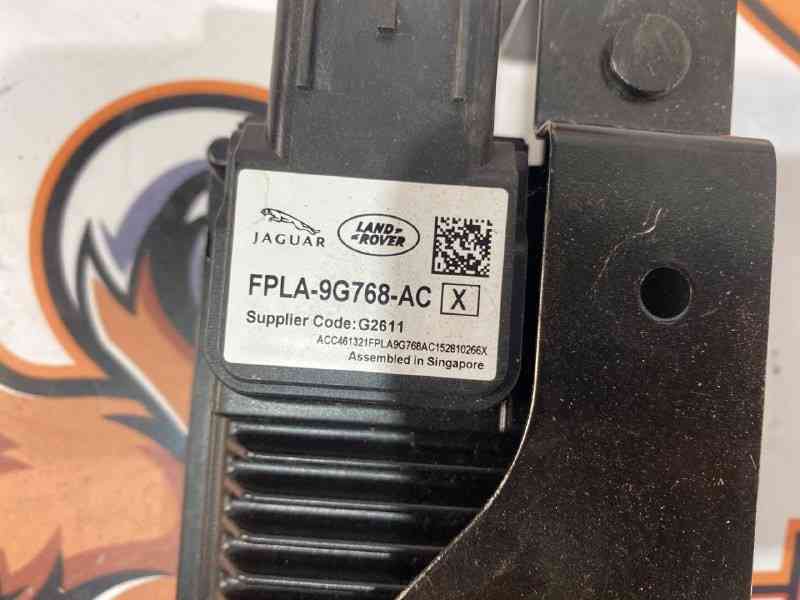 JAGUAR
LAND
ROVER
FPLA-9G768-AC X
Supplier Code:G2611
ACC461321FPLA9G768AC152810266X
Assembled in Singapore